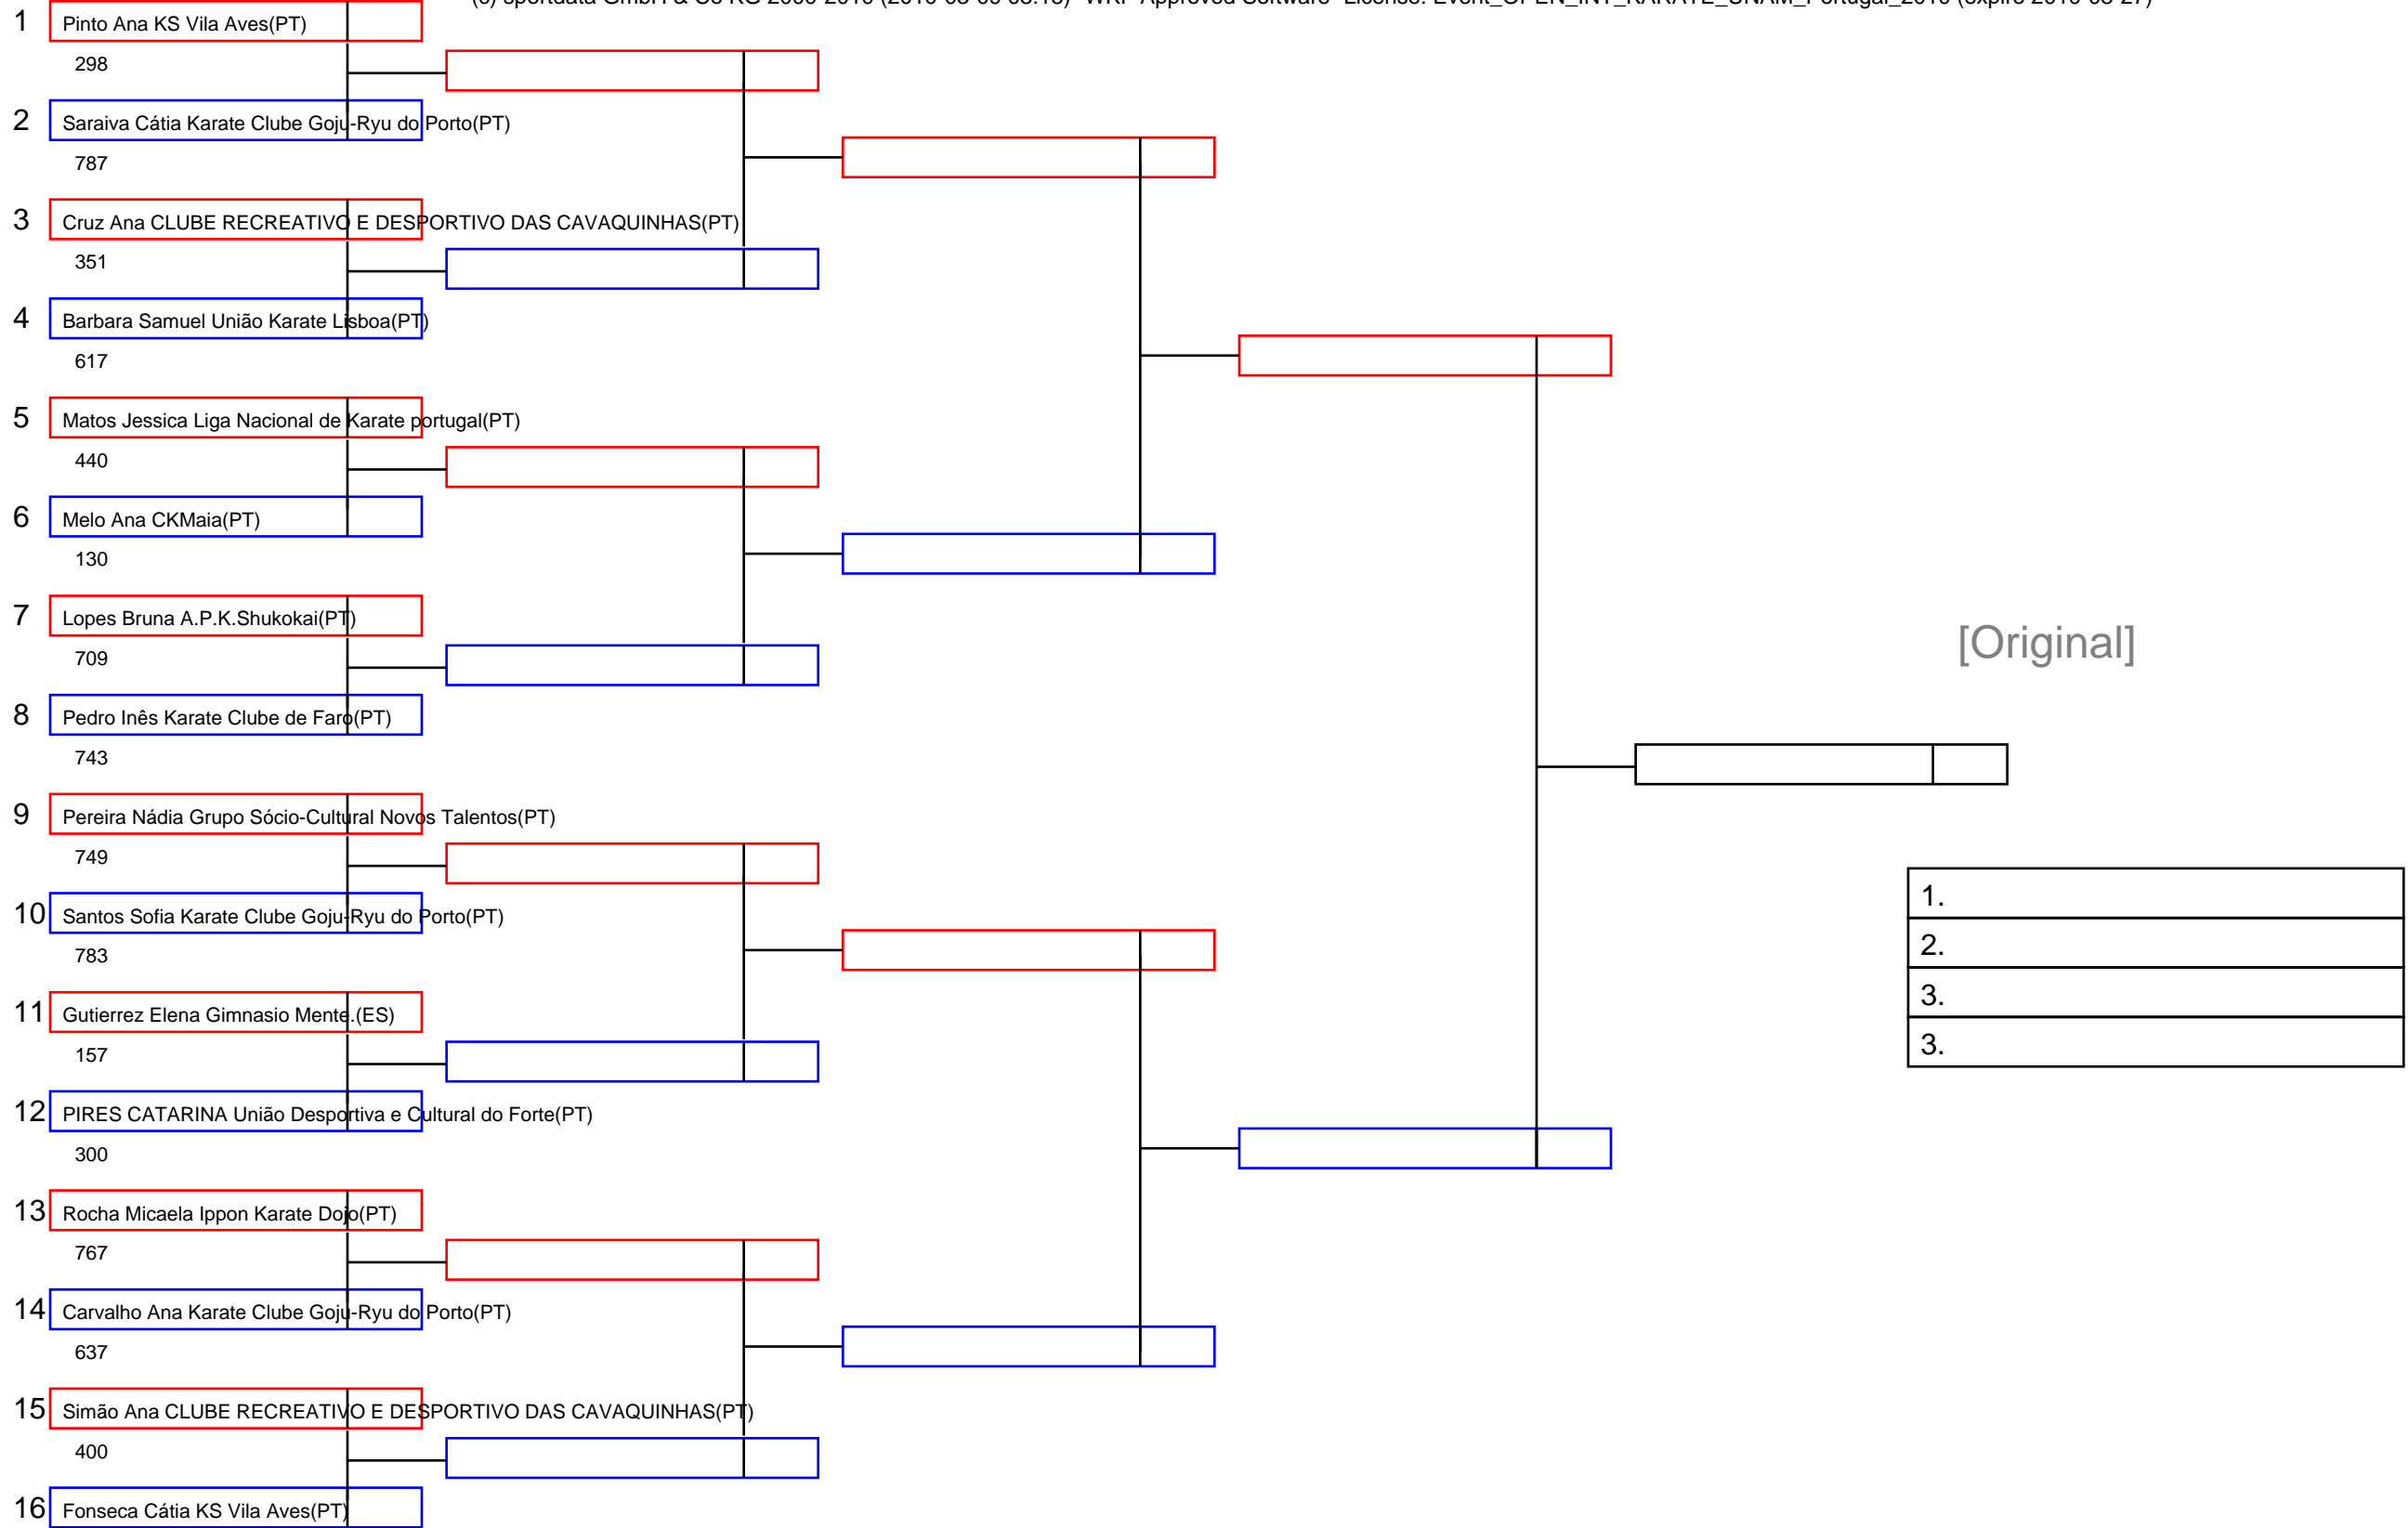 1 Pinto Ana KS Vila Aves(PT)
298
2 Saraiva Cátia Karate Clube Goju-Ryu do Porto(PT)
787
3 Cruz Ana CLUBE RECREATIVO E DESPORTIVO DAS CAVAQUINHAS(PT)
351
4 Barbara Samuel União Karate Lisboa(PT)
617
5 Matos Jessica Liga Nacional de Karate portugal(PT)
440
6 Melo Ana CKMaia(PT)
130
7 Lopes Bruna A.P.K.Shukokai(PT)
709
8 Pedro Inês Karate Clube de Faro(PT)
743
9 Pereira Nádia Grupo Sócio-Cultural Novos Talentos(PT)
749
10 Santos Sofia Karate Clube Goju-Ryu do Porto(PT)
783
11 Gutierrez Elena Gimnasio Mente.(ES)
157
12 PIRES CATARINA União Desportiva e Cultural do Forte(PT)
300
13 Rocha Micaela Ippon Karate Dojo(PT)
767
14 Carvalho Ana Karate Clube Goju-Ryu do Porto(PT)
637
15 Simão Ana CLUBE RECREATIVO E DESPORTIVO DAS CAVAQUINHAS(PT)
400
16 Fonseca Cátia KS Vila Aves(PT)
[Original]
1.
2.
3.
3.